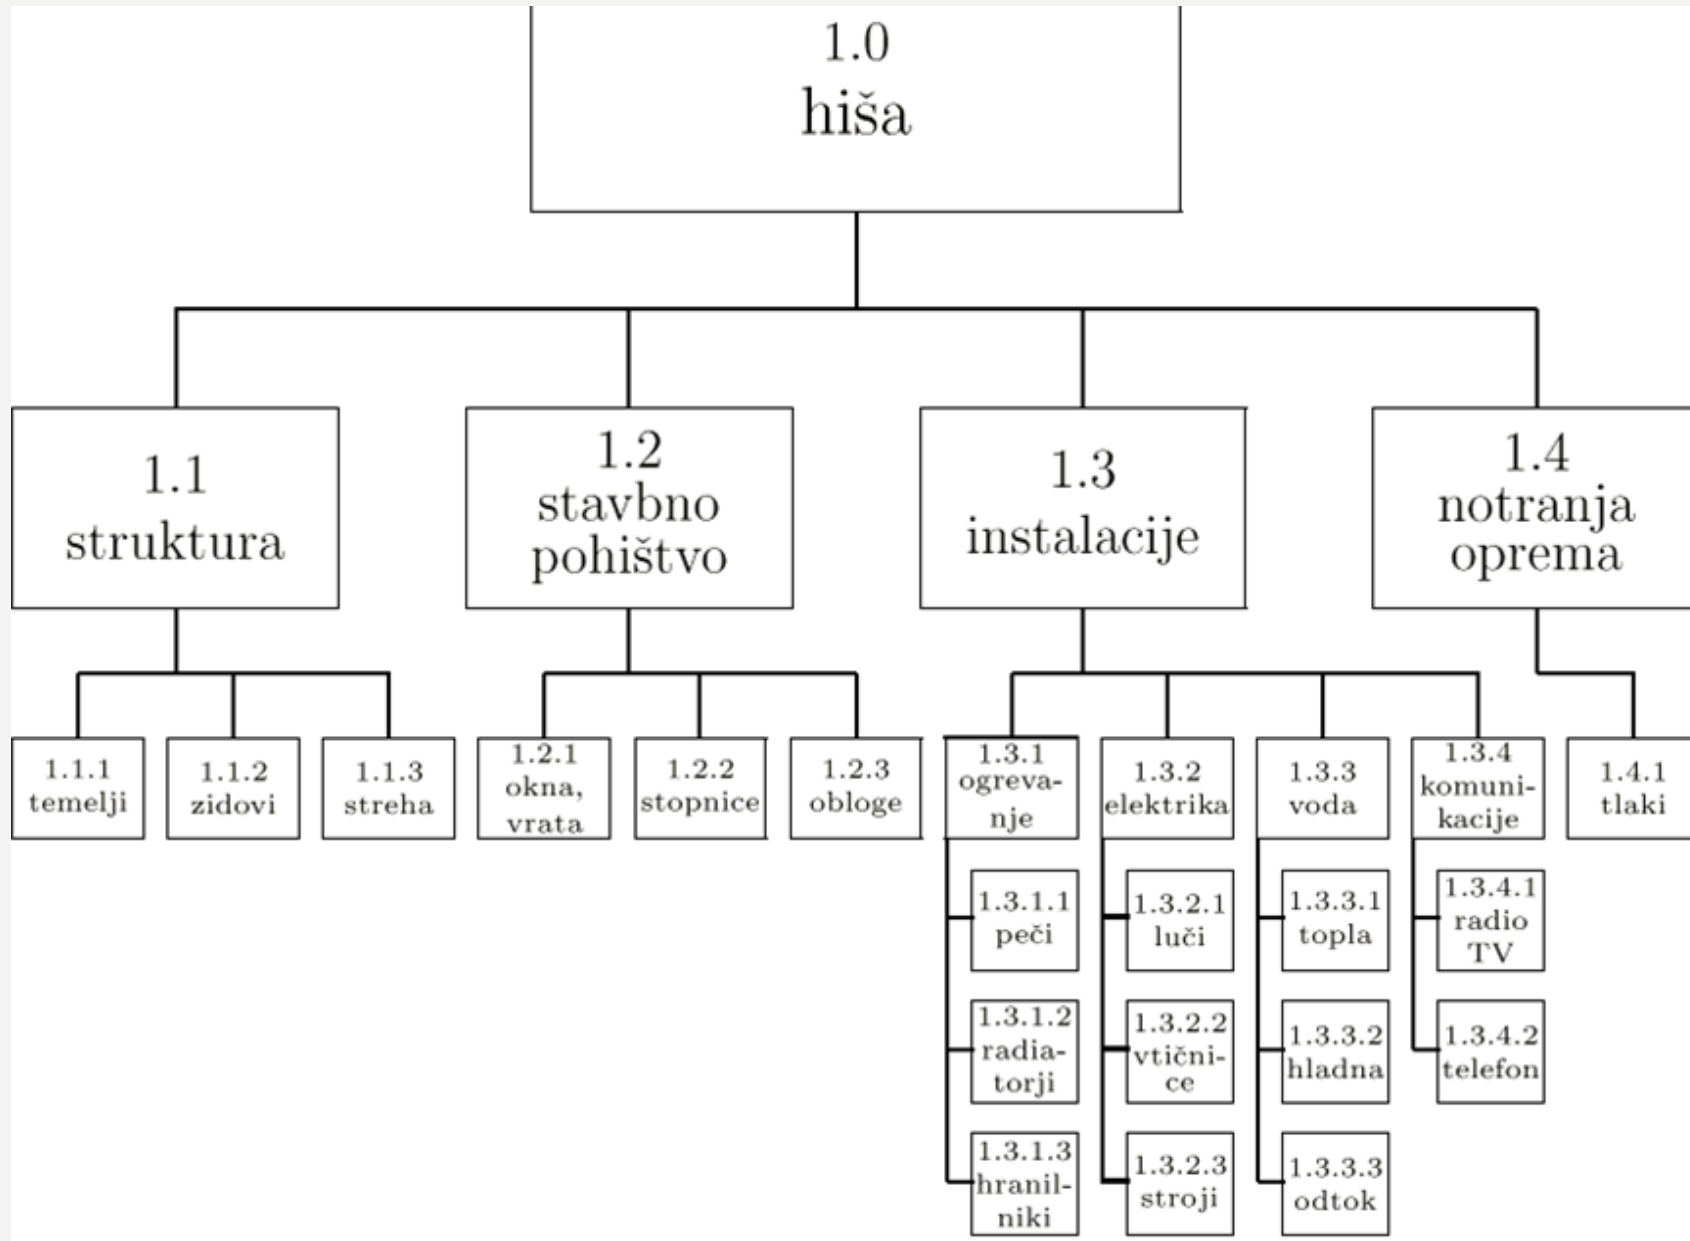 1.0
hiša
1.1
struktura
1.2
stavbno
pohištvo
1.3
instalacije
1.4
notranja
oprema
1.1.1
temelji
1.1.2
zidovi
1.1.3
streha
1.2.1
okna,
vrata
1.2.2
stopnice
1.2.3
obloge
1.3.1
ogreva-
nje
1.3.2
elektrika
1.3.3
voda
1.3.4
komuni-
kacije
1.4.1
tlaki
1.3.1.1
peči
1.3.2.1
luči
1.3.3.1
topla
1.3.4.1
radio
TV
1.3.1.2
radia-
torji
1.3.2.2
vtični-
ce
1.3.3.2
hladna
1.3.4.2
telefon
1.3.1.3
hranil-
niki
1.3.2.3
stroji
1.3.3.3
odtok